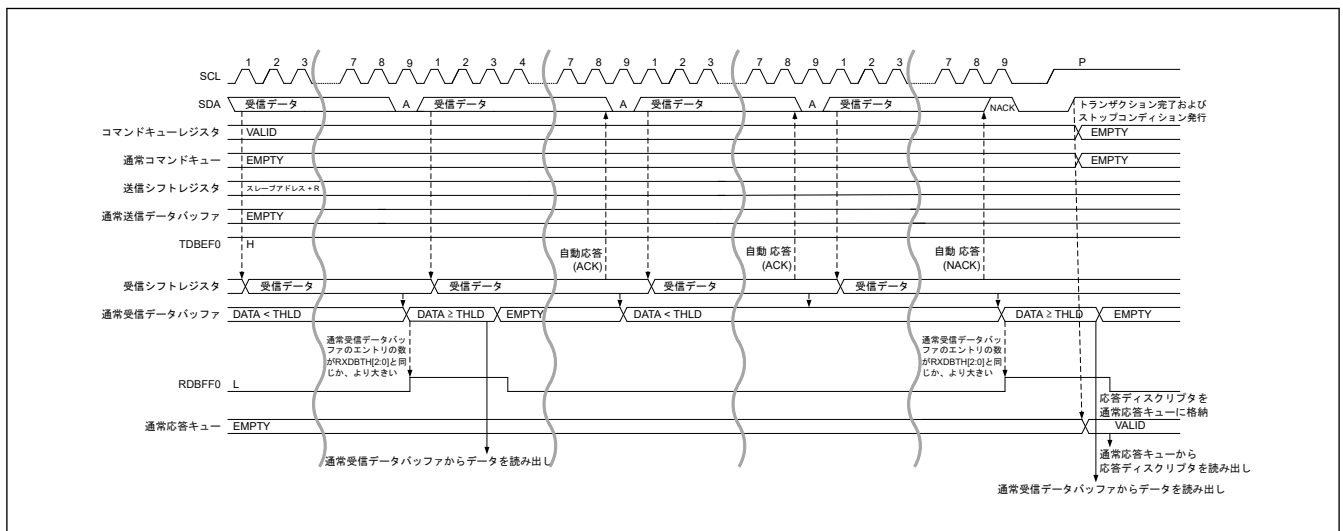 1 2 3 7 8 9 1 2 3 4 7 8 9 1 2 3 7 8 9 1 2 3 7 8 9 P
SCL
SDA 受信データ A 受信データ A 受信データ A 受信データ NACK トランザクション完了および
ストップコンディション発行
コマンドキューレジスタ VALID EMPTY
通常コマンドキュー EMPTY EMPTY
送信シフトレジスタ スレーブアドレス + R
通常送信データバッファ EMPTY
TDBEF0 H
自動応答
(ACK)
自動 応答
(ACK)
自動 応答
(NACK)
受信シフトレジスタ 受信データ 受信データ 受信データ 受信データ
通常受信データバッファ DATA < THLD DATA ≥ THLD EMPTY DATA < THLD DATA ≥ THLD EMPTY
通常受信データバッ
ファのエントリの数
がRXDBTH[2:0]と同
じか、より大きい
通常受信データバッ
ファのエントリの数
がRXDBTH[2:0]と同
じか、より大きい
RDBFF0 L
応答ディスクリプタを
通常応答キューに格納
通常応答キュー EMPTY VALID
通常受信データバッファからデータを読み出し
通常応答キューから
応答ディスクリプタを読み出し
通常受信データバッファからデータを読み出し